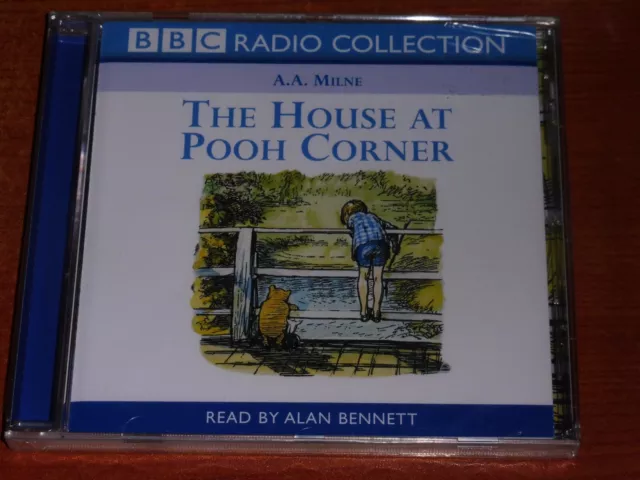 BBC RADIO COLLECTION
A.A. MILNE
THE HOUSE AT
POOH CORNER
READ BY ALAN BENNETT